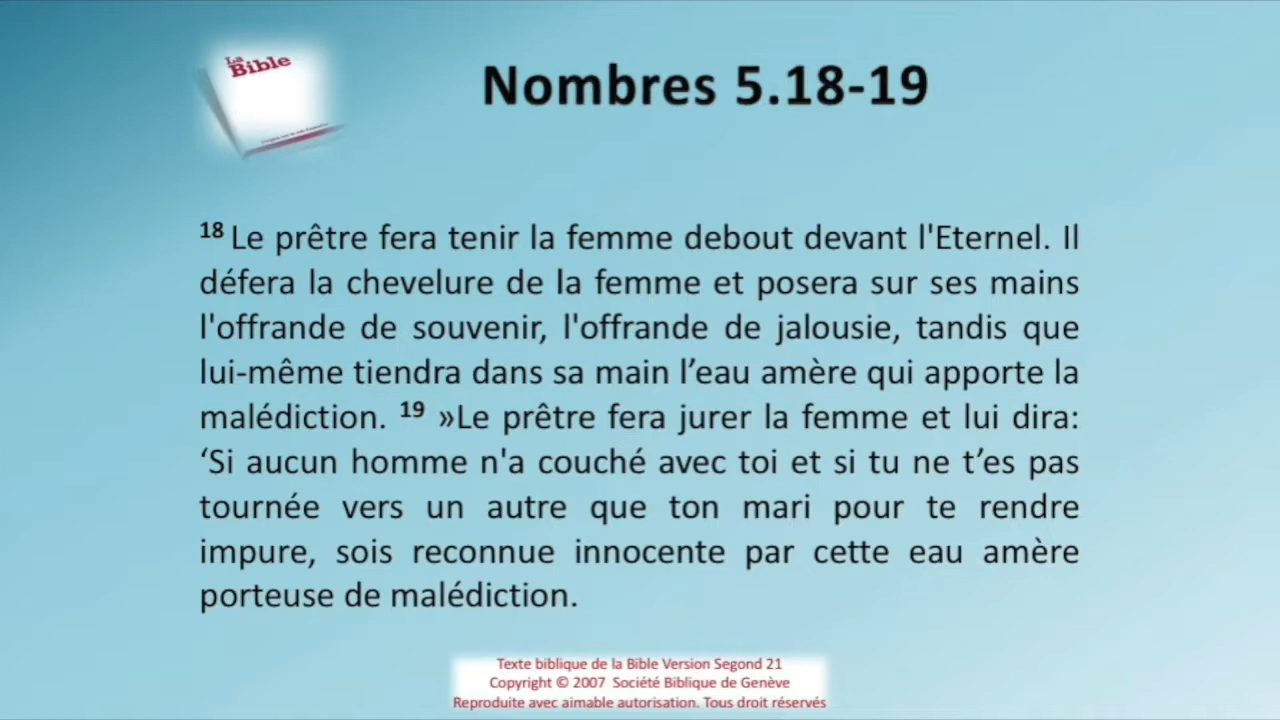 La
Bible
Nombres 5.18-19
18 Le prêtre fera tenir la femme debout devant l'Eternel. Il
défera la chevelure de la femme et posera sur ses mains
l'offrande de souvenir, l'offrande de jalousie, tandis que
lui-même tiendra dans sa main l’eau amère qui apporte la
malédiction. 19 »Le prêtre fera jurer la femme et lui dira:
‘Si aucun homme n'a couché avec toi et si tu ne t’es pas
tournée vers un autre que ton mari pour te rendre
impure, sois reconnue innocente par cette eau amère
porteuse de malédiction.
Texte biblique de la Bible Version Segond 21
Copyright © 2007 Société Biblique de Genève
Reproduite avec aimable autorisation. Tous droit réservés